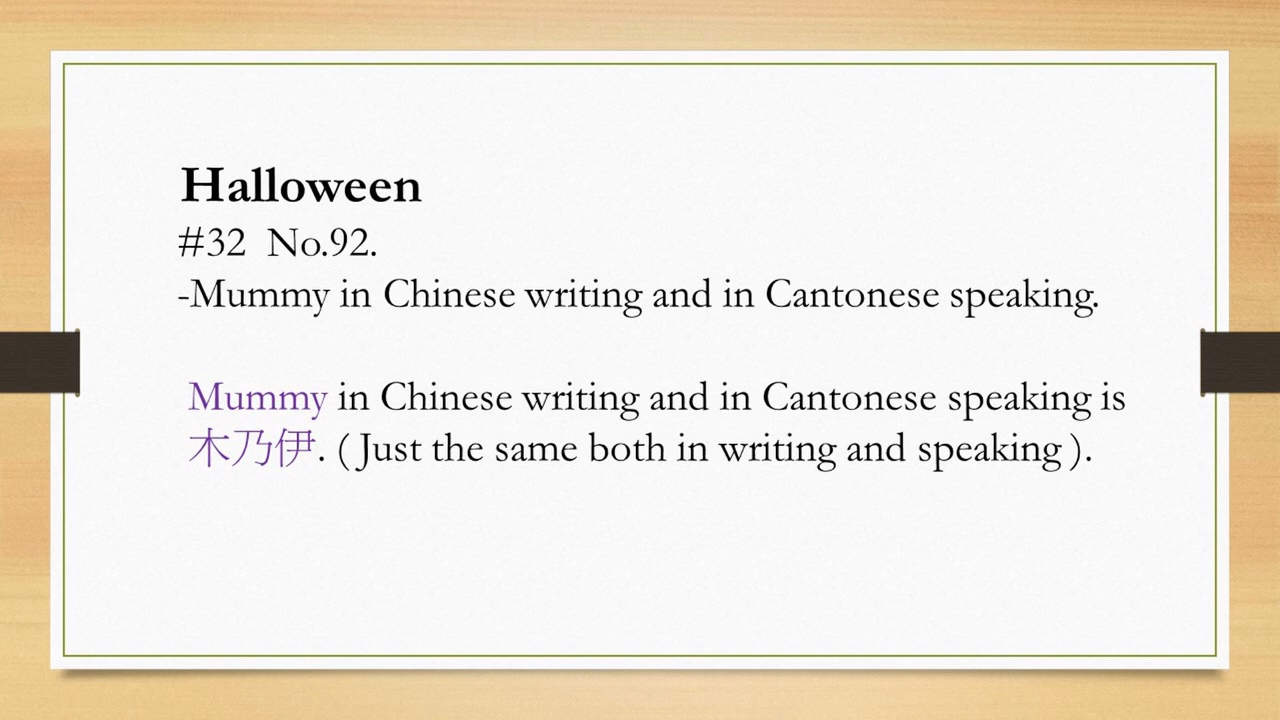 Halloween
#32  No.92.
-Mummy in Chinese writing and in Cantonese speaking.
Mummy in Chinese writing and in Cantonese speaking is
木乃伊. ( Just the same both in writing and speaking ).